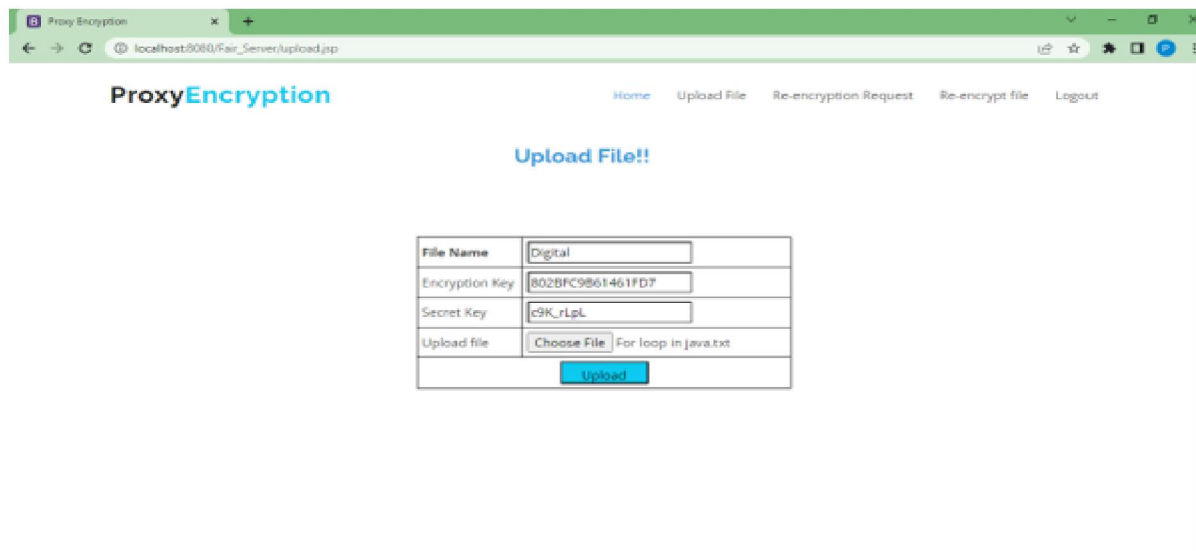 B Proxy Encryption
localhost:8080/Fair_Server/upload.jsp
P
ProxyEncryption
Home Upload File Re-encryption Request Re-encrypt file Logout
Upload File!!
File Name Digital
Encryption Key 802BFC9B61461FD7
Secret Key c9K_rLpL
Upload file Choose File For loop in java.txt
Upload